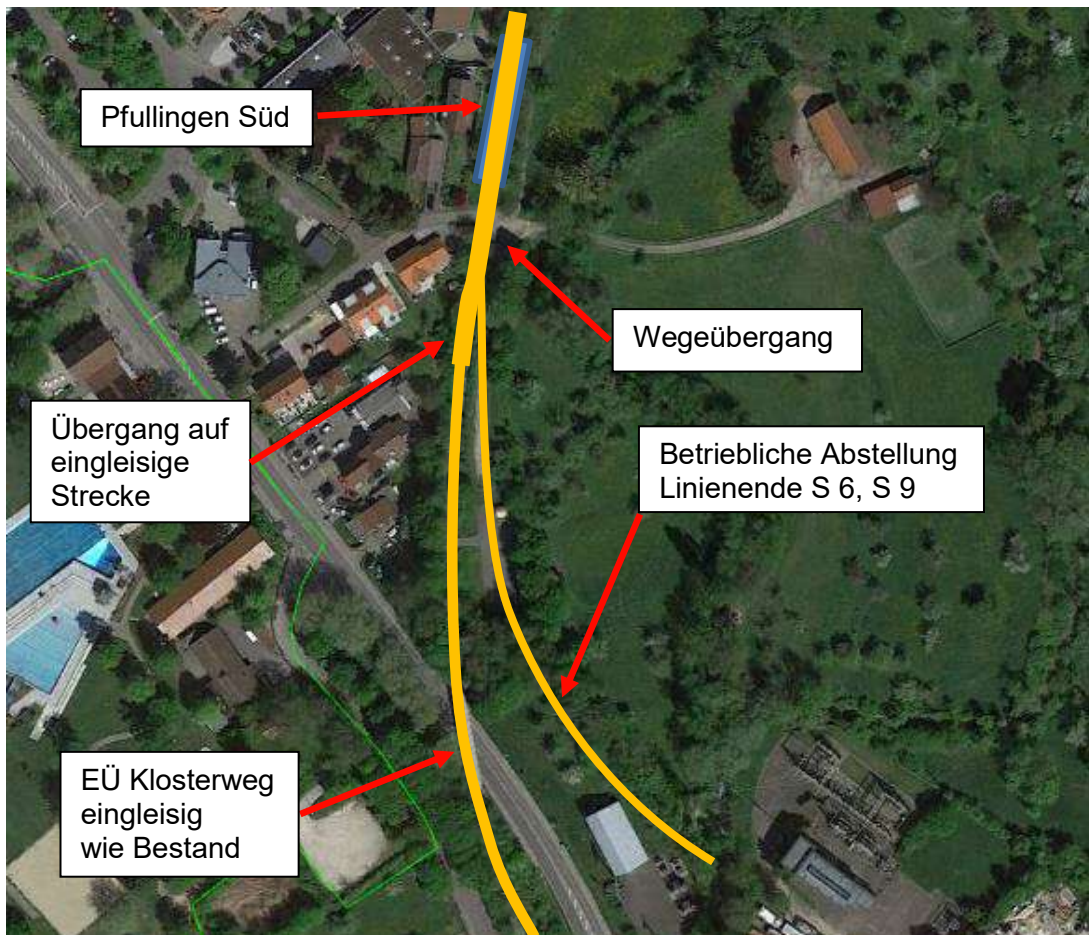 Pfullingen Süd
Wegeübergang
Übergang auf
eingleisige
Strecke
Betriebliche Abstellung
Linienende S 6, S 9
EÜ Klosterweg
eingleisig
wie Bestand